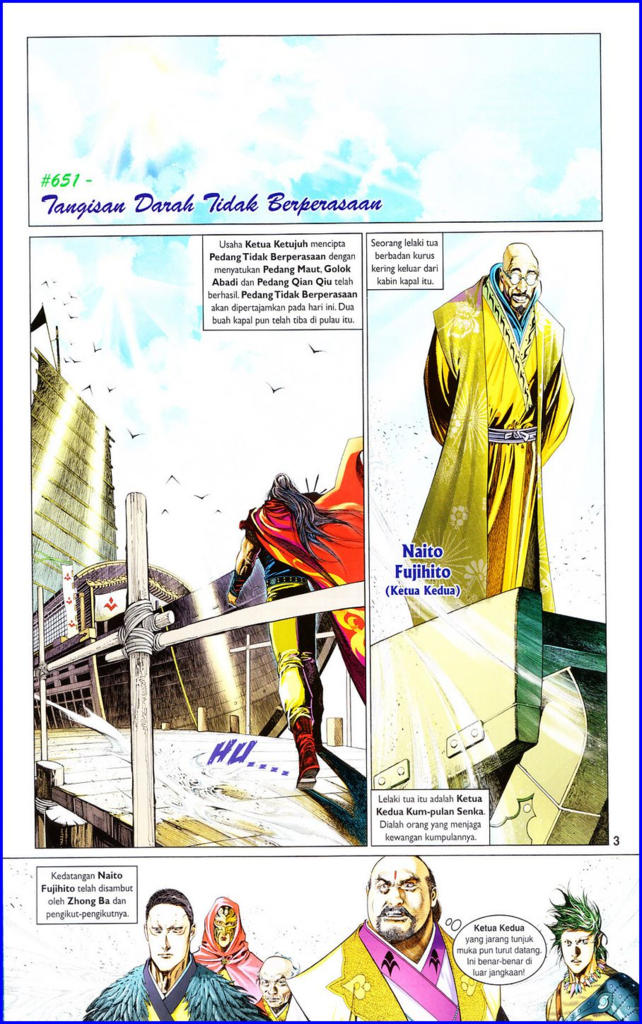 #651 -
Tangisan Darah Tidak Berperasaan
Usaha Ketua Ketujuh mencipta
Pedang Tidak Berperasaan dengan
menyatukan Pedang Maut, Golok
Abadi dan Pedang Qian Qiu telah
berhasil. Pedang Tidak Berperasaan
akan dipertajamkan pada hari ini. Dua
buah kapal pun telah tiba di pulau itu.
Seorang lelaki tua
berbadan kurus
kering keluar dari
kabin kapal itu.
Naito
Fujihito
(Ketua Kedua)
HU....
Lelaki tua itu adalah Ketua
Kedua Kum-pulan Senka.
Dialah orang yang menjaga
kewangan kumpulannya.
3
Kedatangan Naito
Fujihito telah disambut
oleh Zhong Ba dan
pengikut-pengikutnya.
Ketua Kedua
yang jarang tunjuk
muka pun turut datang.
Ini benar-benar di
luar jangkaan!